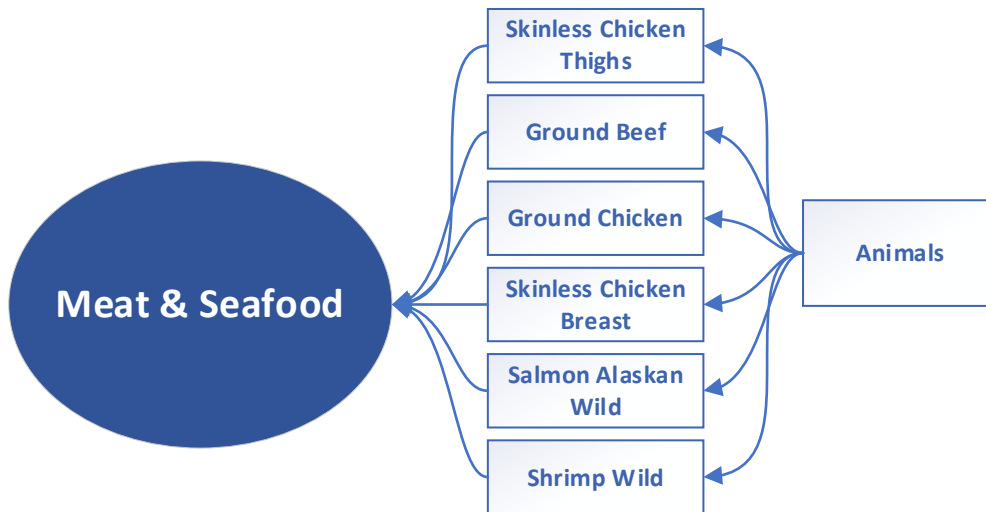 Skinless Chicken
Thighs
Ground Beef
Ground Chicken
Animals
Meat & Seafood
Skinless Chicken
Breast
Salmon Alaskan
Wild
Shrimp Wild